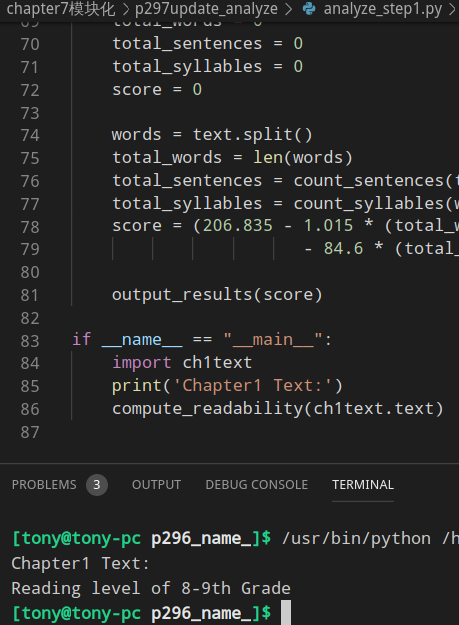 chapter7模块化 > p297update_analyze > analyze_step1.py >
69 total_words = 0
70 total_sentences = 0
71 total_syllables = 0
72 score = 0
73
74 words = text.split()
75 total_words = len(words)
76 total_sentences = count_sentences(t
77 total_syllables = count_syllables(w
78 score = (206.835 - 1.015 * (total_w
79 - 84.6 * (total_
80
81 output_results(score)
82
83 if __name__ == "__main__":
84 import ch1text
85 print('Chapter1 Text:')
86 compute_readability(ch1text.text)
87
PROBLEMS 3 OUTPUT DEBUG CONSOLE TERMINAL
[tony@tony-pc p296_name_]$ /usr/bin/python /h
Chapter1 Text:
Reading level of 8-9th Grade
[tony@tony-pc p296_name_]$